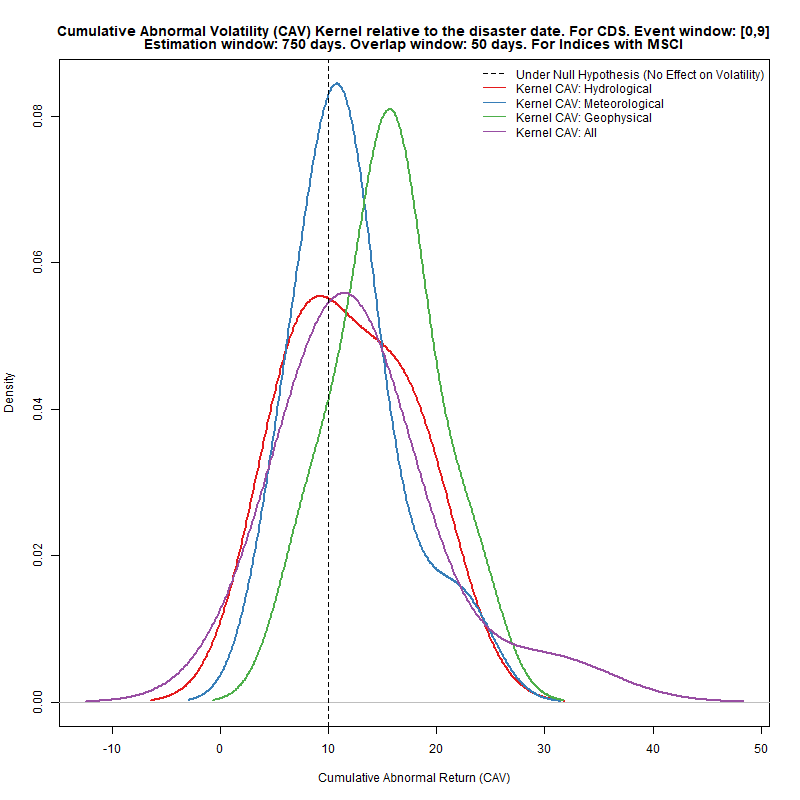 Cumulative Abnormal Volatility (CAV) Kernel relative to the disaster date. For CDS. Event window: [0,9]
Estimation window: 750 days. Overlap window: 50 days. For Indices with MSCI
Under Null Hypothesis (No Effect on Volatility)
Kernel CAV: Hydrological
Kernel CAV: Meteorological
Kernel CAV: Geophysical
Kernel CAV: All
Density
0.08
0.06
0.04
0.02
0.00
-10 0 10 20 30 40 50
Cumulative Abnormal Return (CAV)